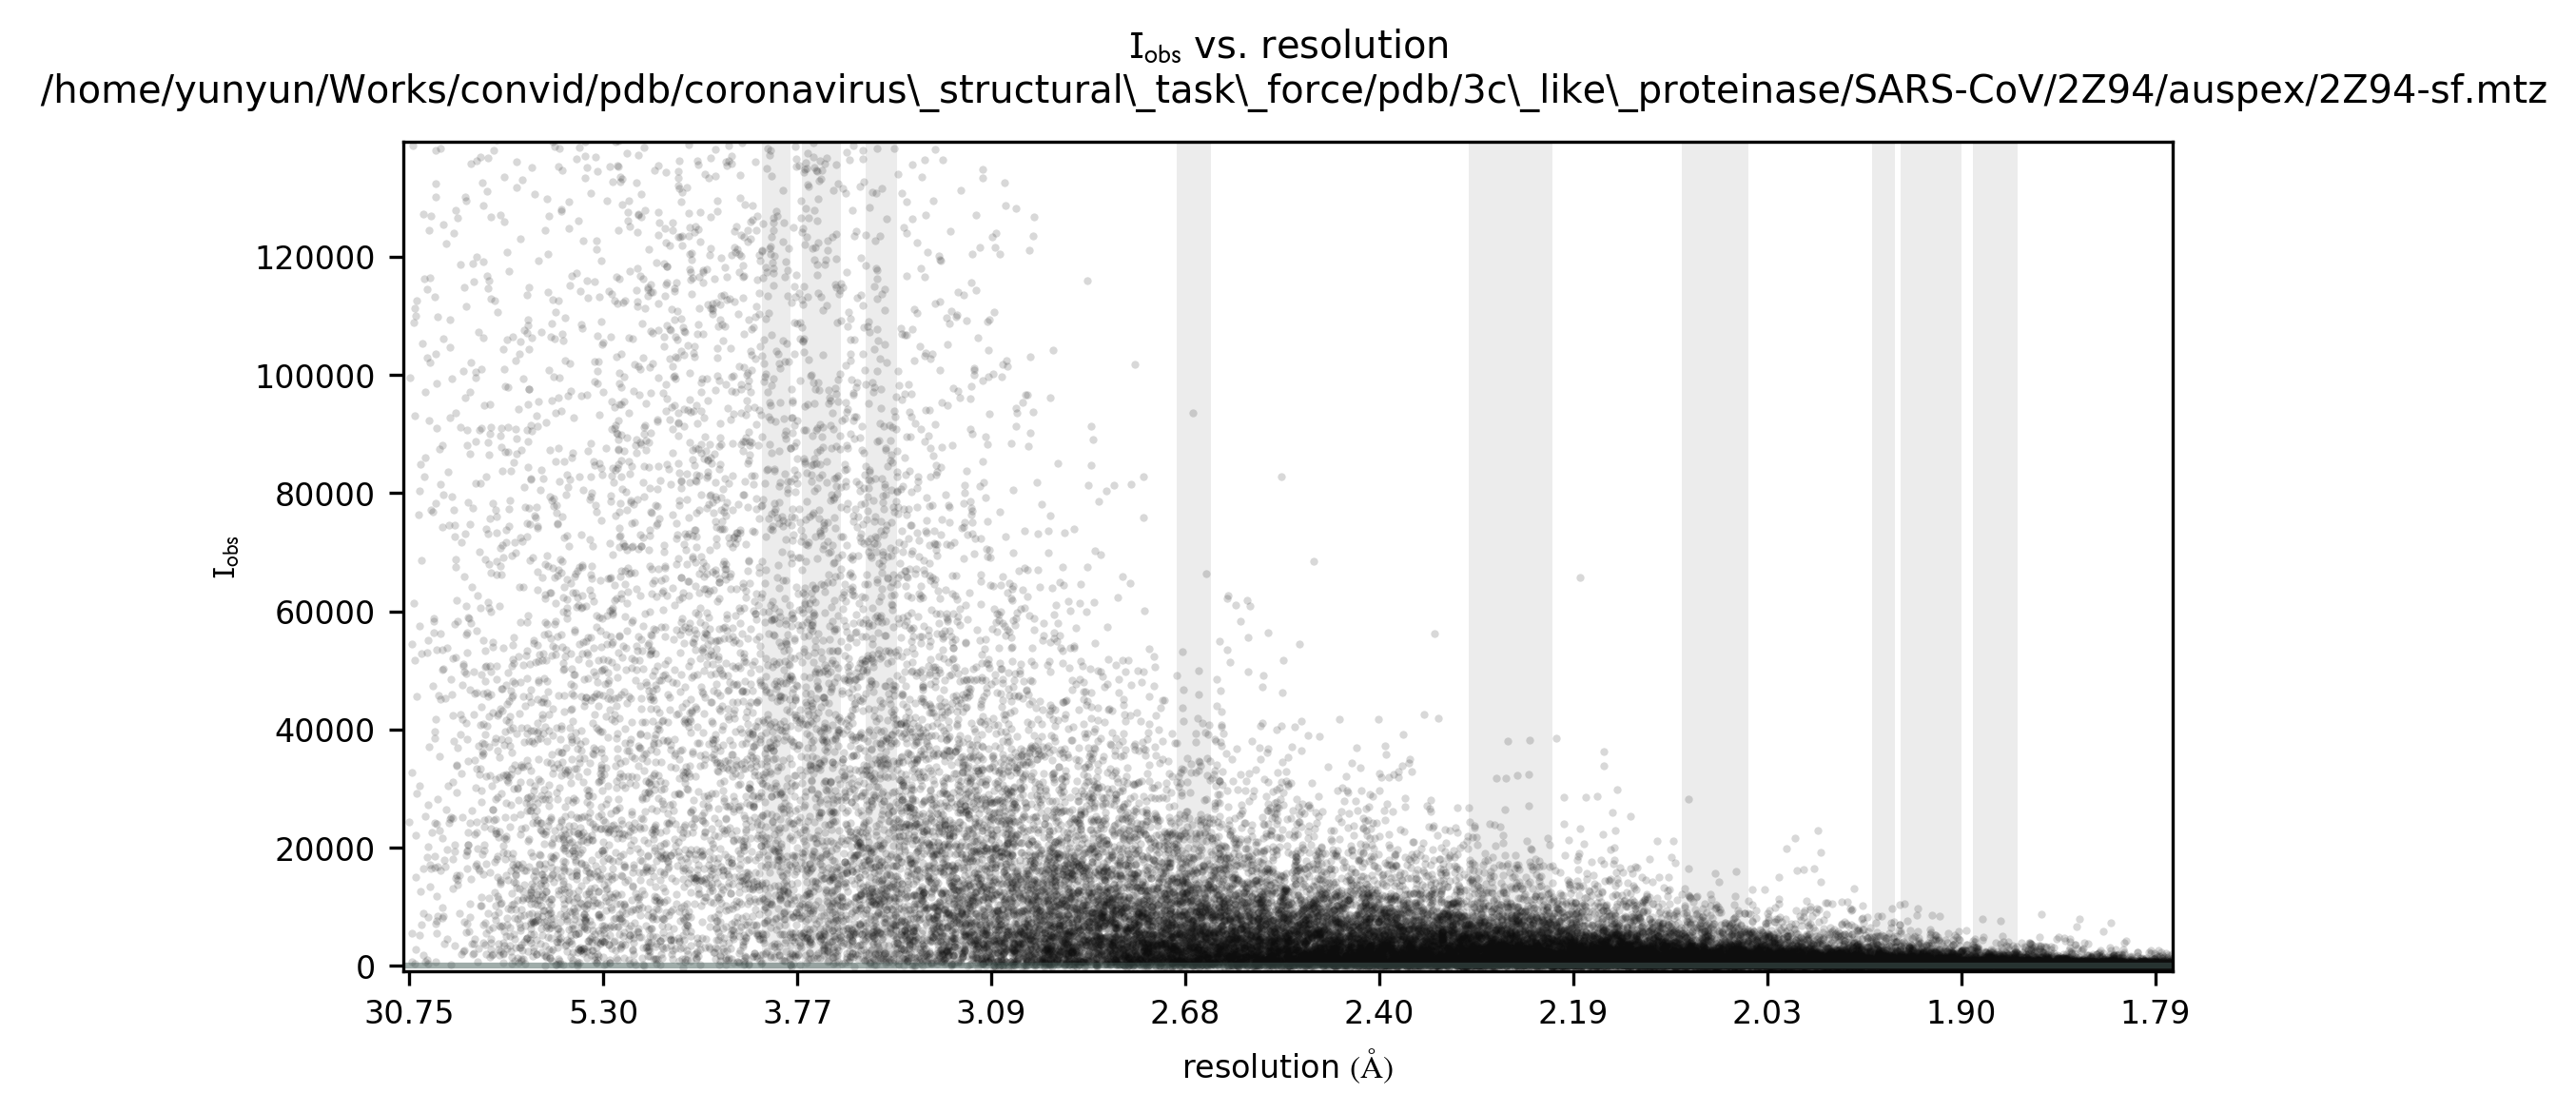 I_obs vs. resolution
/home/yunyun/Works/convid/pdb/coronavirus\_structural\_task\_force/pdb/3c\_like\_proteinase/SARS-CoV/2Z94/auspex/2Z94-sf.mtz
120000
100000
80000
60000
40000
20000
0
I_obs
30.75 5.30 3.77 3.09 2.68 2.40 2.19 2.03 1.90 1.79
resolution (Å)